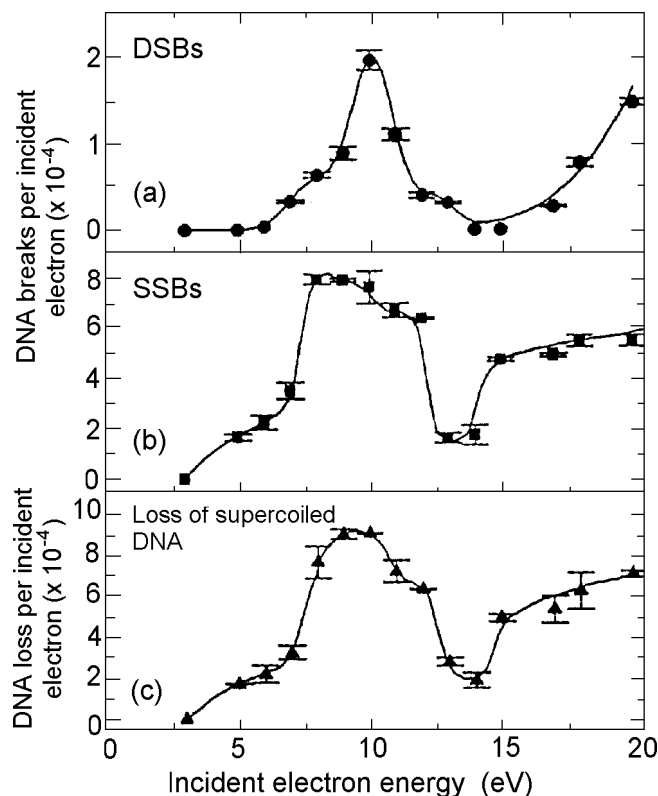 DSBs
2
1
0
(a)
DNA breaks per incident
electron (x 10⁻⁴)
SSBs
8
6
4
2
0
(b)
Loss of supercoiled
DNA
10
8
6
4
2
0
(c)
DNA loss per incident
electron (x 10⁻⁴)
0 5 10 15 20
Incident electron energy (eV)